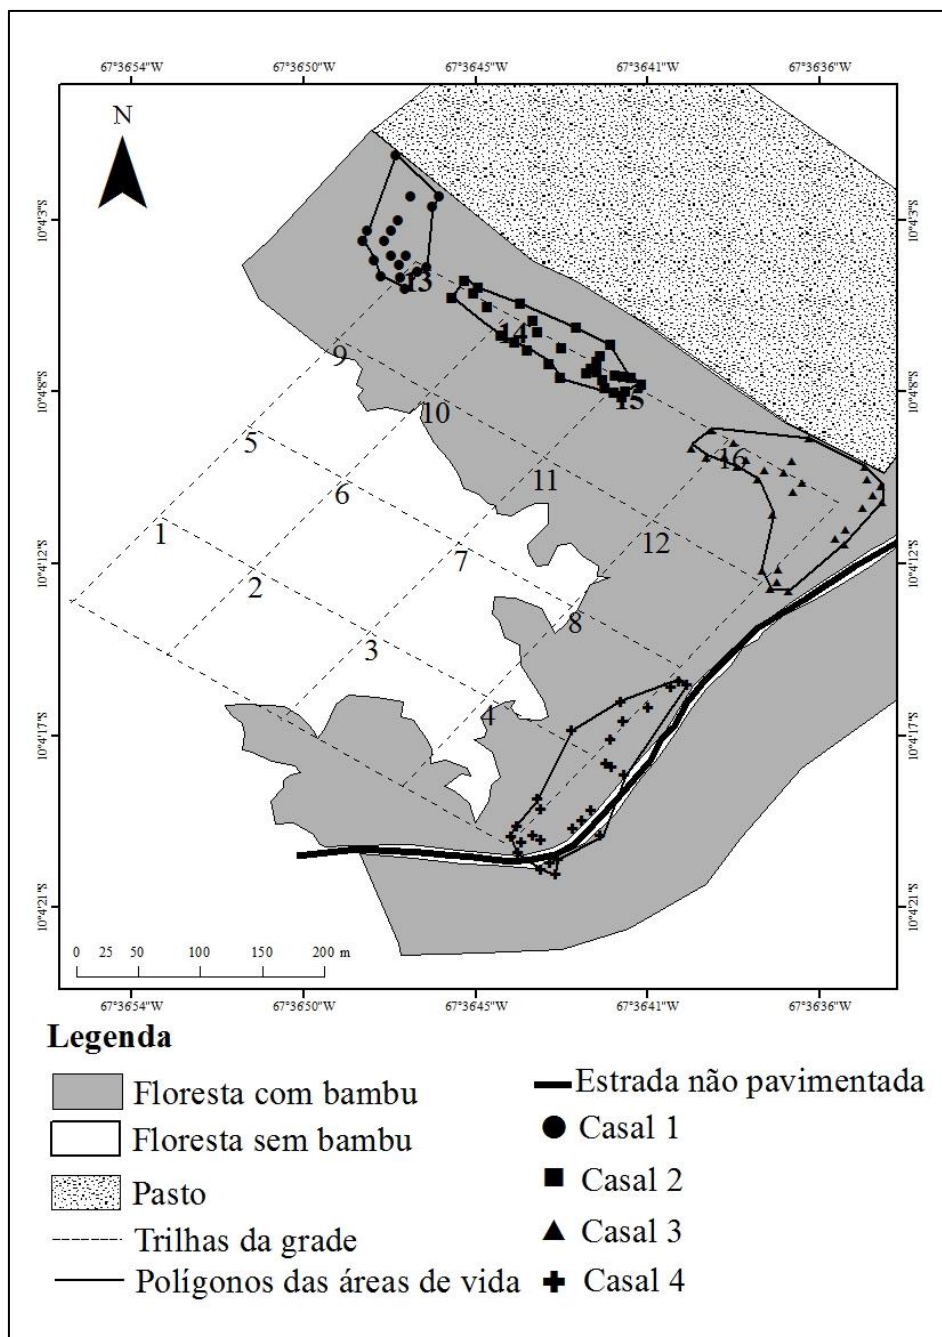 67°36'54"W 67°36'50"W 67°36'45"W 67°36'41"W 67°36'36"W
N
10°4'3"S 10°4'3"S
13
14
9
10°4'8"S 15 10°4'8"S
10
5
16
11
6
1
12
7
10°4'12"S 10°4'12"S
2
8
3
4
10°4'17"S 10°4'17"S
10°4'21"S 10°4'21"S
0 25 50 100 150 200 m
67°36'54"W 67°36'50"W 67°36'45"W 67°36'41"W 67°36'36"W
Legenda
Floresta com bambu
Floresta sem bambu
Pasto
Trilhas da grade
Polígonos das áreas de vida
Estrada não pavimentada
Casal 1
Casal 2
Casal 3
Casal 4